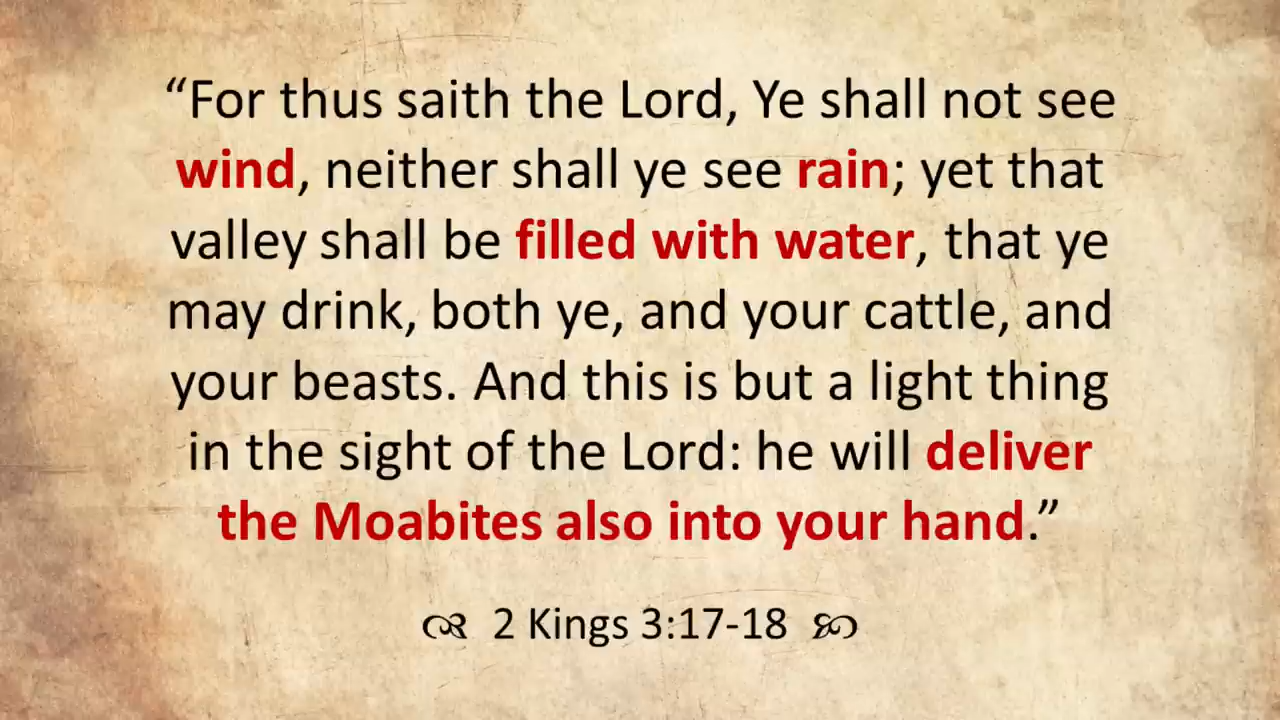 “For thus saith the Lord, Ye shall not see
wind, neither shall ye see rain; yet that
valley shall be filled with water, that ye
may drink, both ye, and your cattle, and
your beasts. And this is but a light thing
in the sight of the Lord: he will deliver
the Moabites also into your hand.”
2 Kings 3:17-18